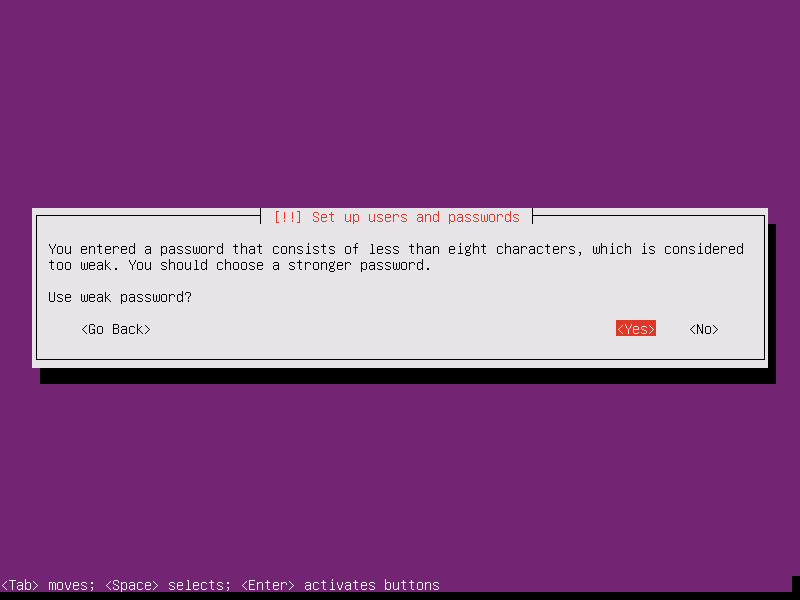 [!!] Set up users and passwords
You entered a password that consists of less than eight characters, which is considered
too weak. You should choose a stronger password.
Use weak password?
<Go Back> <Yes> <No>
<Tab> moves; <Space> selects; <Enter> activates buttons